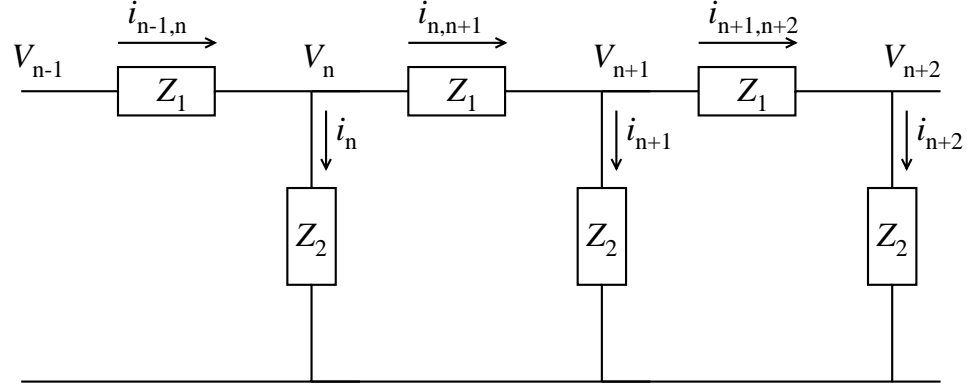 i_{n-1,n} i_{n,n+1} i_{n+1,n+2}
V_{n-1} V_n V_{n+1} V_{n+2}
Z_1 Z_1 Z_1
i_n i_{n+1} i_{n+2}
Z_2 Z_2 Z_2